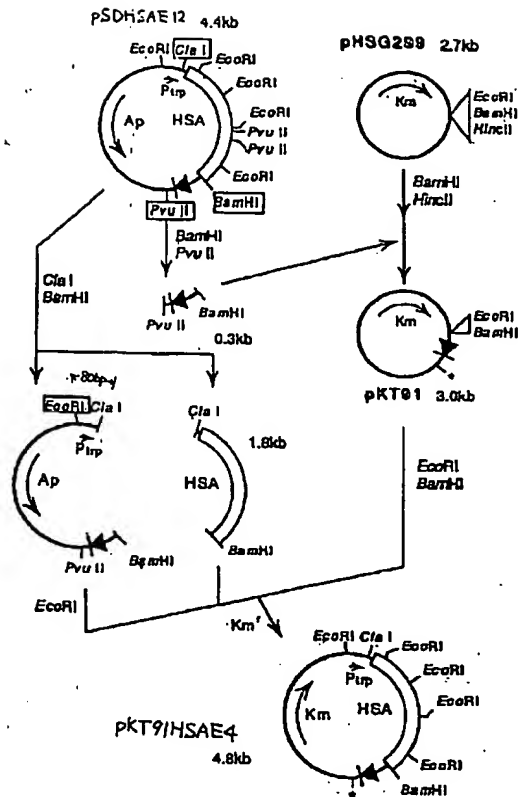 pSDHSAE12 4.4kb
EcoRI Cla I
EcoRI
EcoRI
Ptrp
Ap
HSA
EcoRI
Pvu II
Pvu II
EcoRI
Pvu II
BamHI
pHSG299 2.7kb
Km
EcoRI
BamHI
HincII
BamHI
HincII
BamHI
Pvu II
Cla I
BamHI
Pvu II
BamHI
0.3kb
Km
EcoRI
BamHI
*
pKT91 3.0kb
EcoRI Cla I
Ptrp
Ap
Pvu II
BamHI
Cla I
1.8kb
HSA
BamHI
EcoRI
BamHI
EcoRI
Kmr
EcoRI Cla I
EcoRI
Ptrp
EcoRI
Km
HSA
EcoRI
EcoRI
BamHI
*
pKT91HSAE4
4.8kb